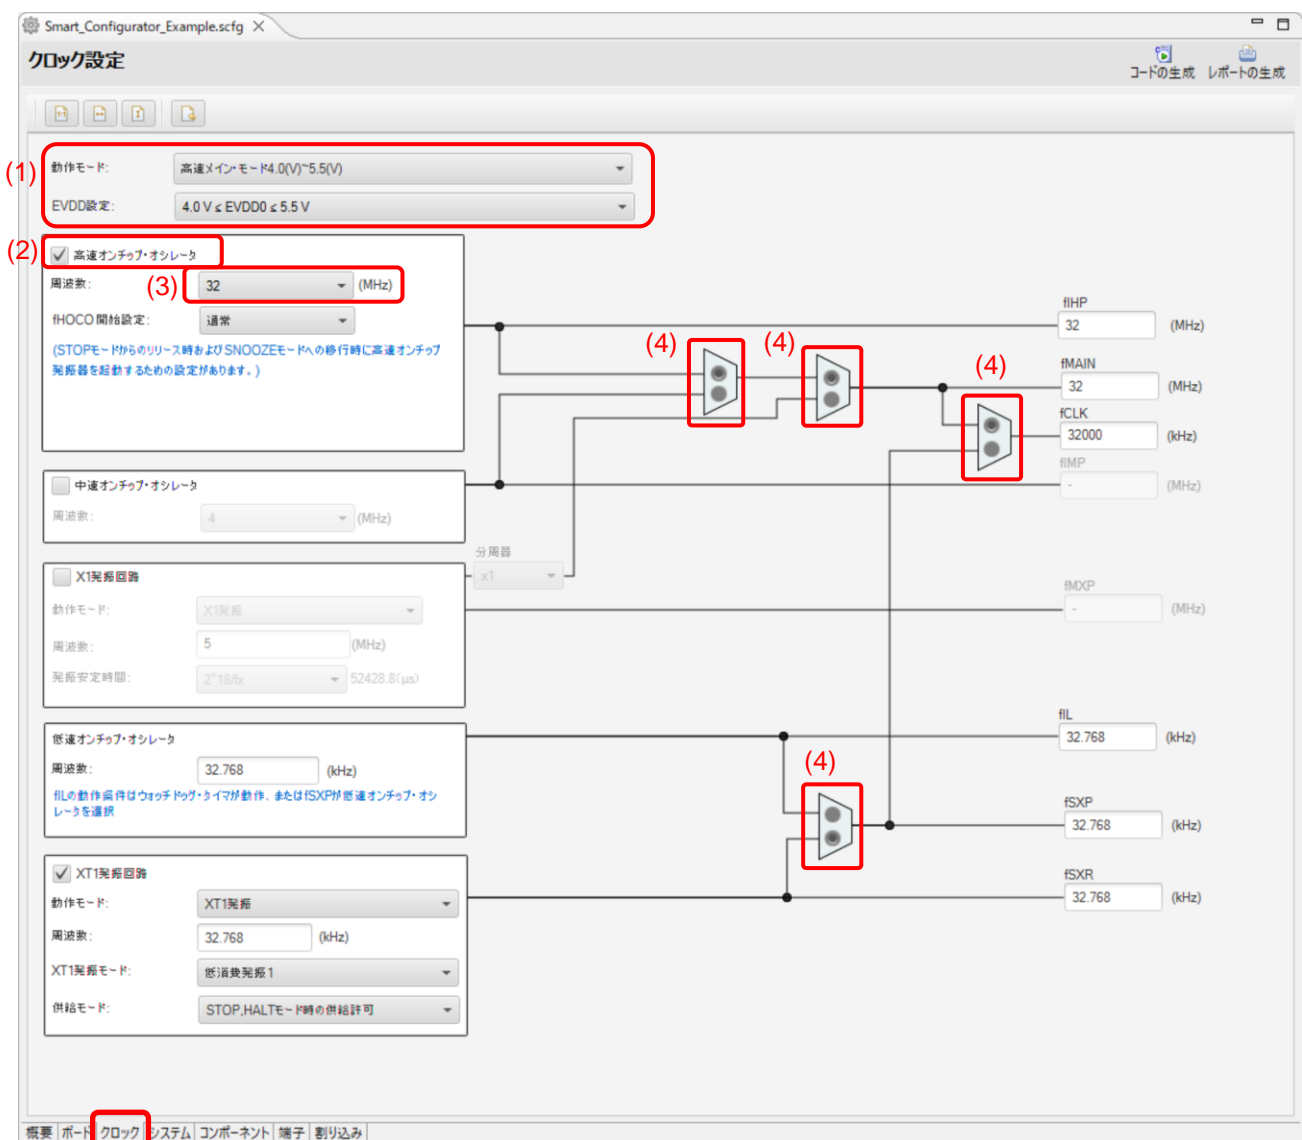 Smart_Configurator_Example.scfg
クロック設定
コードの生成 レポートの生成
(1)
動作モード: 高速メイン・モード4.0(V)~5.5(V)
EVDD設定: 4.0 V ≤ EVDD0 ≤ 5.5 V
(2)
高速オンチップ・オシレータ
周波数: (3) 32 (MHz)
fHOCO開始設定: 通常
(STOPモードからのリリース時およびSNOOZEモードへの移行時に高速オンチップ
発振器を起動するための設定があります。)
(4)
(4)
(4)
fIHP
32 (MHz)
fMAIN
32 (MHz)
fCLK
32000 (kHz)
fIMP
- (MHz)
中速オンチップ・オシレータ
周波数: 4 (MHz)
分周器
x1
X1発振回路
動作モード: X1発振
周波数: 5 (MHz)
発振安定時間: 2^18/fx 52428.8(μs)
fMXP
- (MHz)
低速オンチップ・オシレータ
周波数: 32.768 (kHz)
fILの動作条件はウォッチドッグ・タイマが動作、またはfSXPが低速オンチップ・オシ
レータを選択
fIL
32.768 (kHz)
(4)
fSXP
32.768 (kHz)
fSXR
32.768 (kHz)
XT1発振回路
動作モード: XT1発振
周波数: 32.768 (kHz)
XT1発振モード: 低消費発振1
供給モード: STOP,HALTモード時の供給許可
概要 ボード クロック システム コンポーネント 端子 割り込み